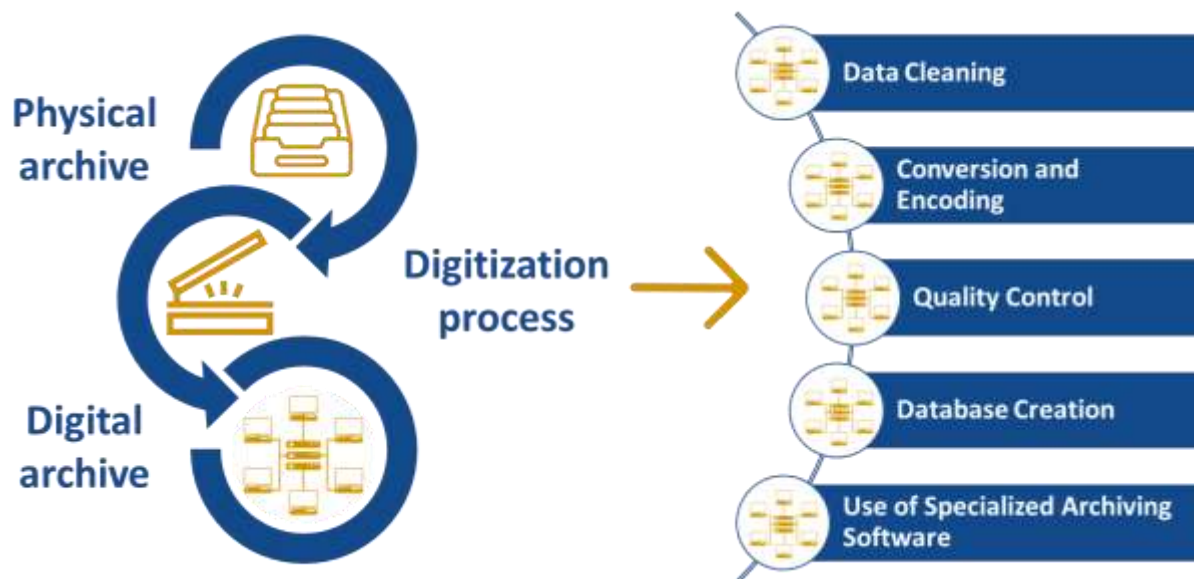 Physical
archive
Digitization
process
Digital
archive
Data Cleaning
Conversion and
Encoding
Quality Control
Database Creation
Use of Specialized Archiving
Software